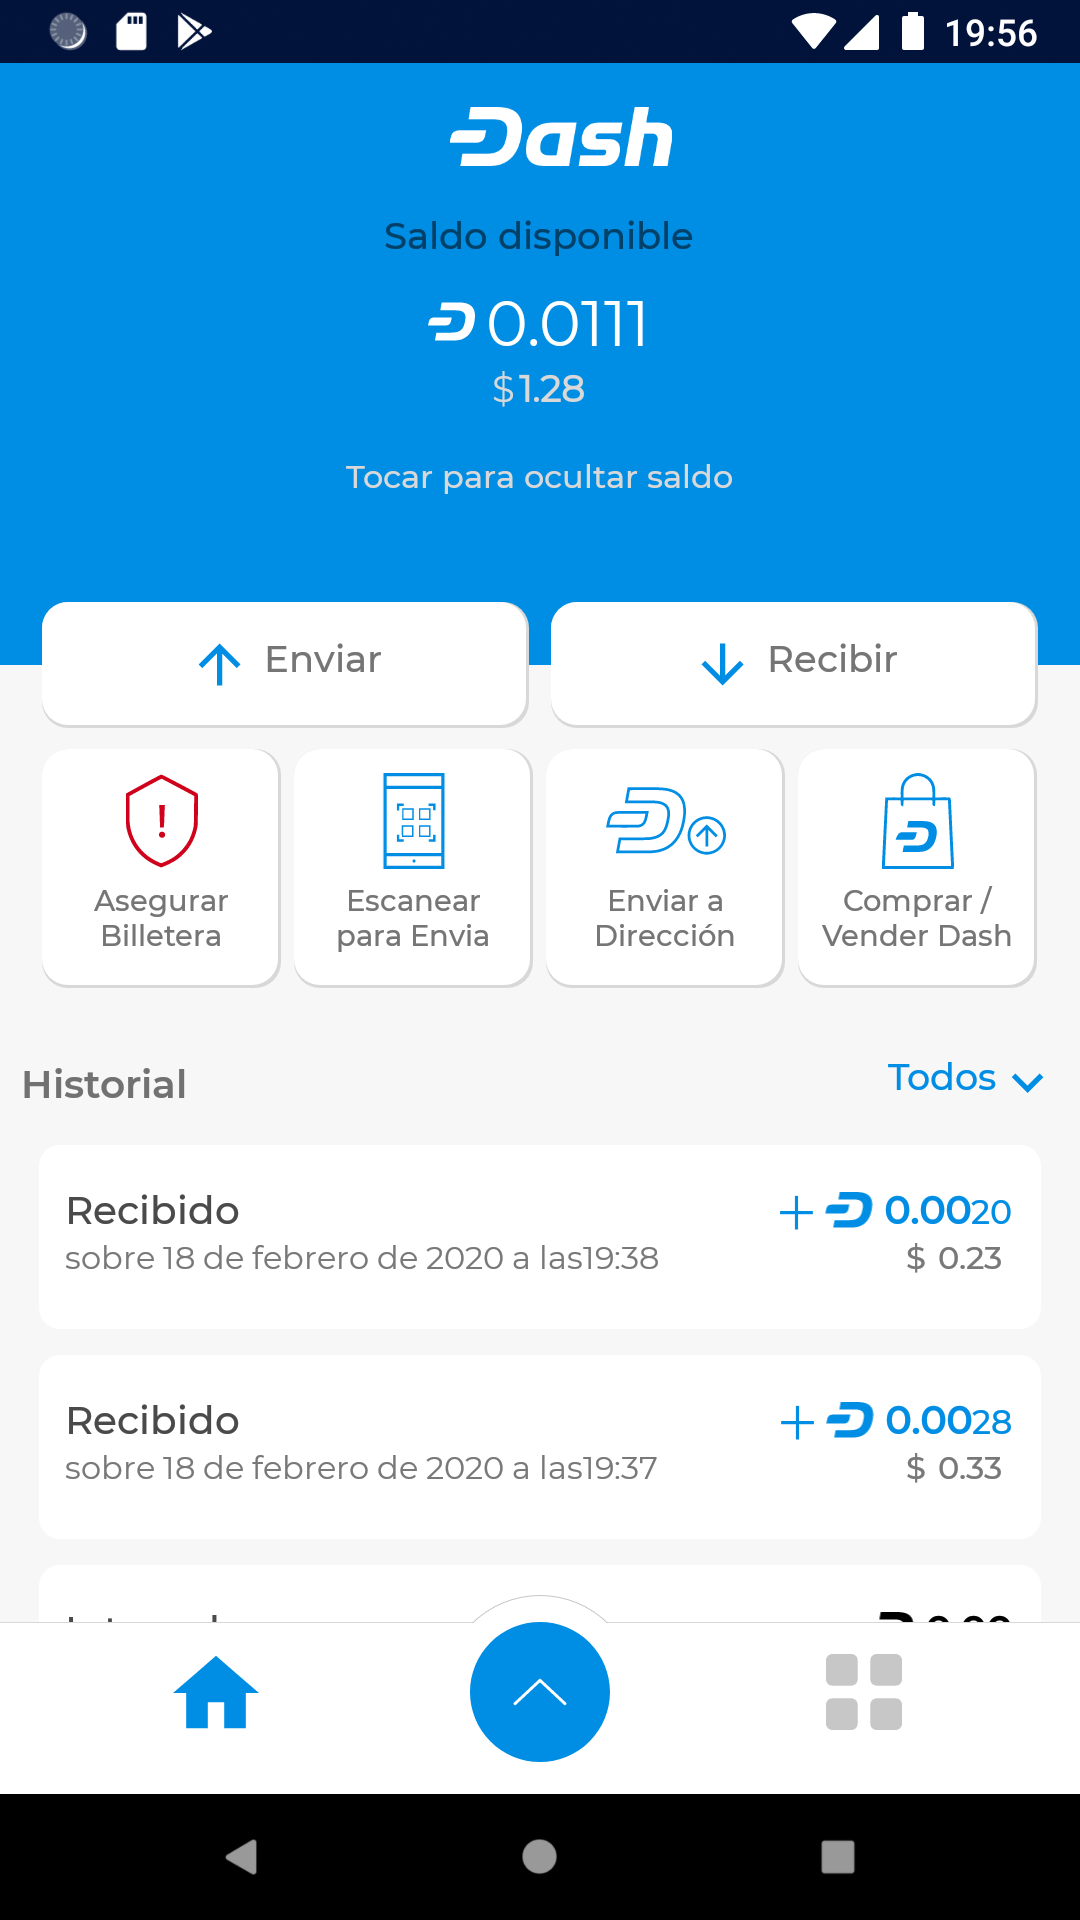 19:56
Dash
Saldo disponible
0.0111
$1.28
Tocar para ocultar saldo
Enviar
Recibir
Asegurar
Billetera
Escanear
para Envia
Enviar a
Dirección
Comprar /
Vender Dash
Historial
Todos
Recibido
+ 0.0020
sobre 18 de febrero de 2020 a las19:38
$ 0.23
Recibido
+ 0.0028
sobre 18 de febrero de 2020 a las19:37
$ 0.33